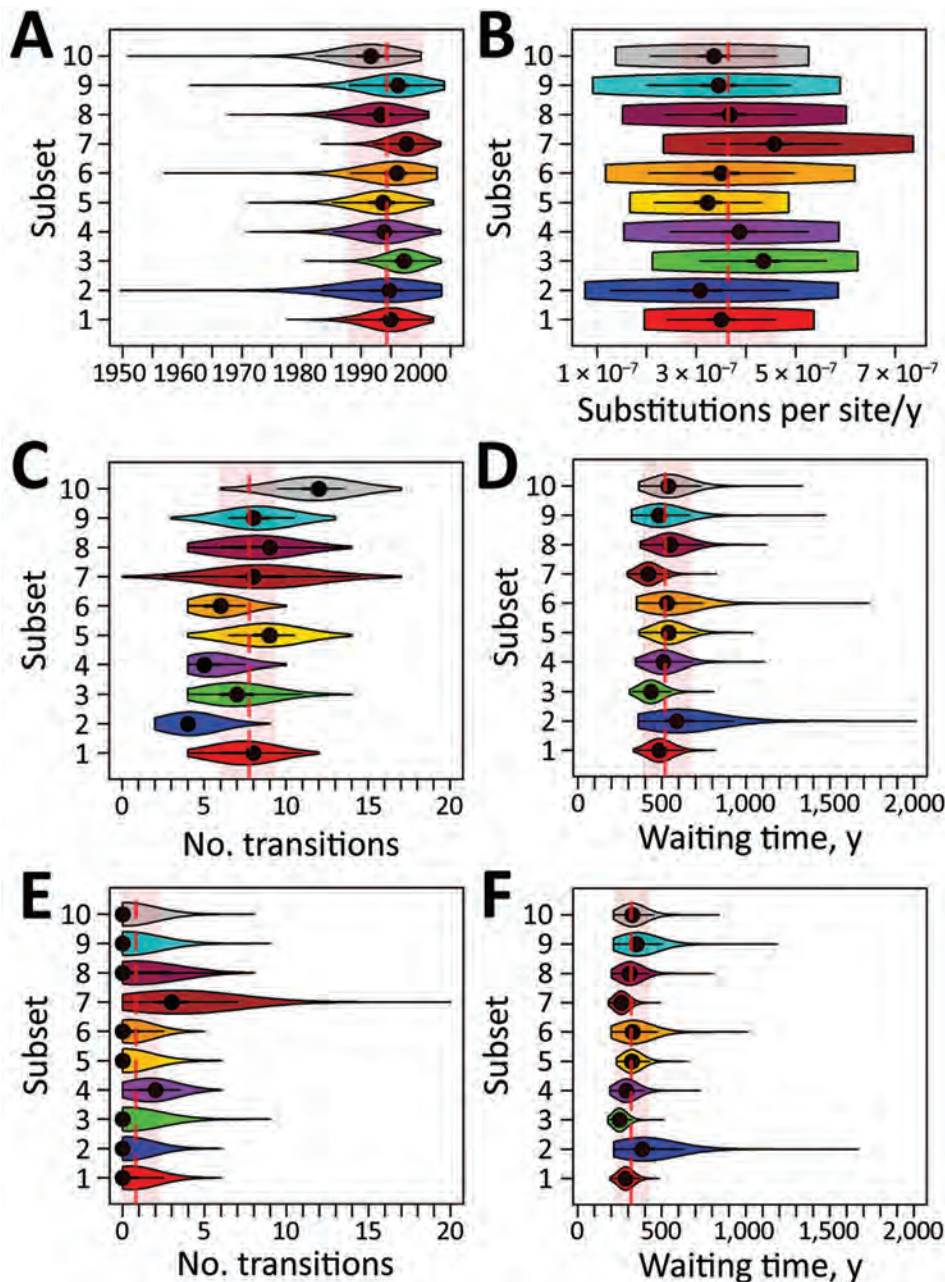 A
B
Subset
10
9
8
7
6
5
4
3
2
1
1950 1960 1970 1980 1990 2000
Subset
10
9
8
7
6
5
4
3
2
1
1 × 10⁻⁷ 3 × 10⁻⁷ 5 × 10⁻⁷ 7 × 10⁻⁷
Substitutions per site/y
C
D
Subset
10
9
8
7
6
5
4
3
2
1
0 5 10 15 20
No. transitions
Subset
10
9
8
7
6
5
4
3
2
1
0 500 1,000 1,500 2,000
Waiting time, y
E
F
Subset
10
9
8
7
6
5
4
3
2
1
0 5 10 15 20
No. transitions
Subset
10
9
8
7
6
5
4
3
2
1
0 500 1,000 1,500 2,000
Waiting time, y